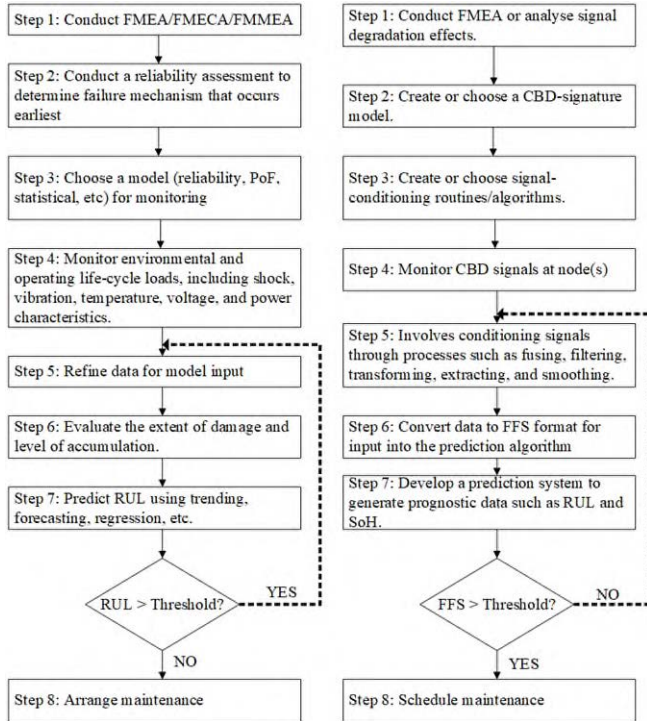 Step 1: Conduct FMEA/FMECA/FMMEA
Step 2: Conduct a reliability assessment to
determine failure mechanism that occurs
earliest
Step 3: Choose a model (reliability, PoF,
statistical, etc) for monitoring
Step 4: Monitor environmental and
operating life-cycle loads, including shock,
vibration, temperature, voltage, and power
characteristics.
Step 5: Refine data for model input
Step 6: Evaluate the extent of damage and
level of accumulation.
Step 7: Predict RUL using trending,
forecasting, regression, etc.
YES
RUL > Threshold?
NO
Step 8: Arrange maintenance
Step 1: Conduct FMEA or analyse signal
degradation effects.
Step 2: Create or choose a CBD-signature
model.
Step 3: Create or choose signal-
conditioning routines/algorithms.
Step 4: Monitor CBD signals at node(s)
Step 5: Involves conditioning signals
through processes such as fusing, filtering,
transforming, extracting, and smoothing.
Step 6: Convert data to FFS format for
input into the prediction algorithm
Step 7: Develop a prediction system to
generate prognostic data such as RUL and
SoH.
NO
FFS > Threshold?
YES
Step 8: Schedule maintenance